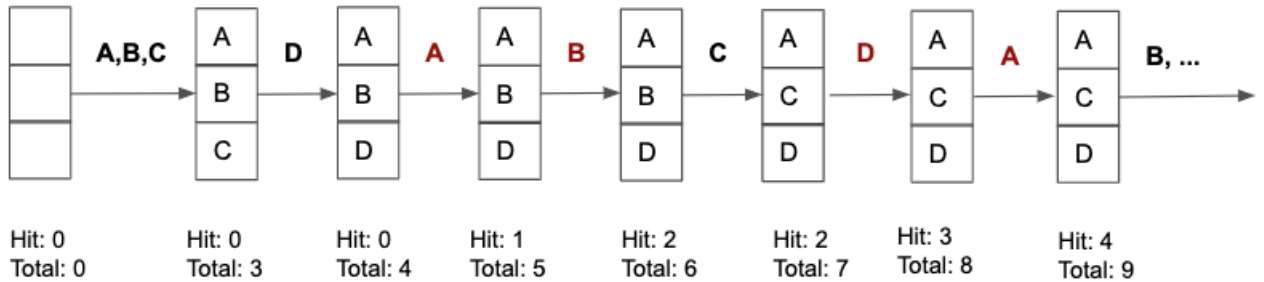 A,B,C
D
A
B
C
D
A
B, ...
A
B
C
A
B
D
A
B
D
A
B
D
A
C
D
A
C
D
A
C
D
Hit: 0
Total: 0
Hit: 0
Total: 3
Hit: 0
Total: 4
Hit: 1
Total: 5
Hit: 2
Total: 6
Hit: 2
Total: 7
Hit: 3
Total: 8
Hit: 4
Total: 9